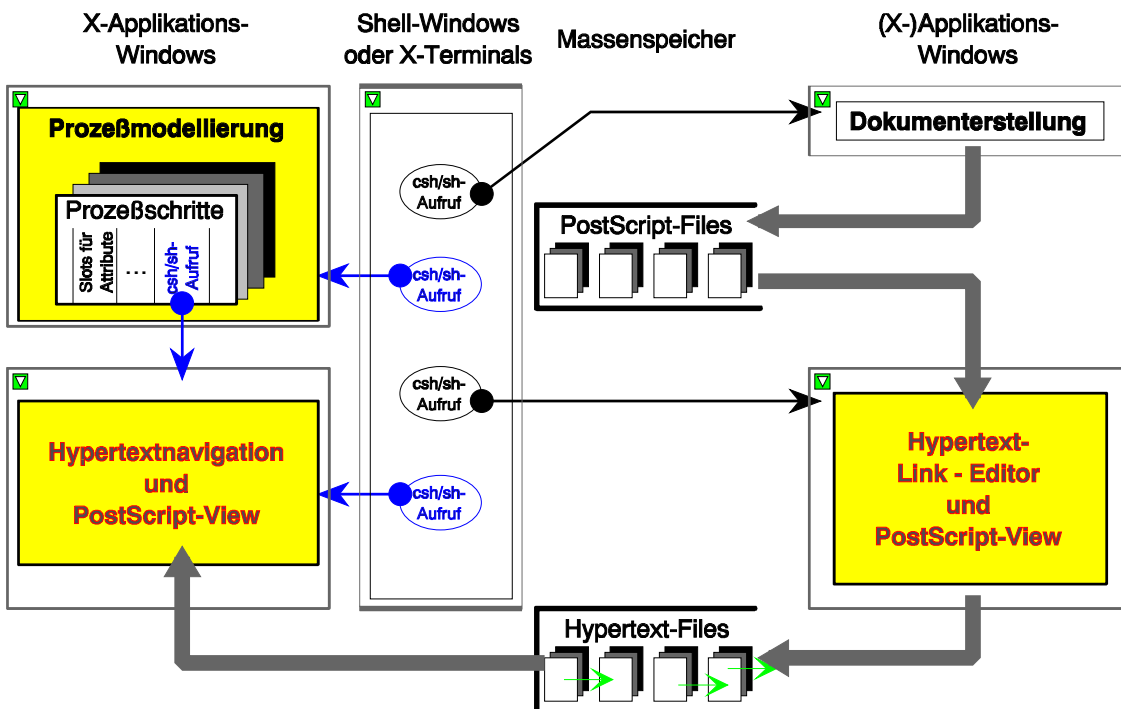 X-Applikations-
Windows
Shell-Windows
oder X-Terminals
Massenspeicher
(X-)Applikations-
Windows
Prozeßmodellierung
Prozeßschritte
Slots für
Attribute
...
csh/sh-
Aufruf
csh/sh-
Aufruf
csh/sh-
Aufruf
csh/sh-
Aufruf
csh/sh-
Aufruf
Dokumenterstellung
PostScript-Files
Hypertextnavigation
und
PostScript-View
Hypertext-
Link - Editor
und
PostScript-View
Hypertext-Files